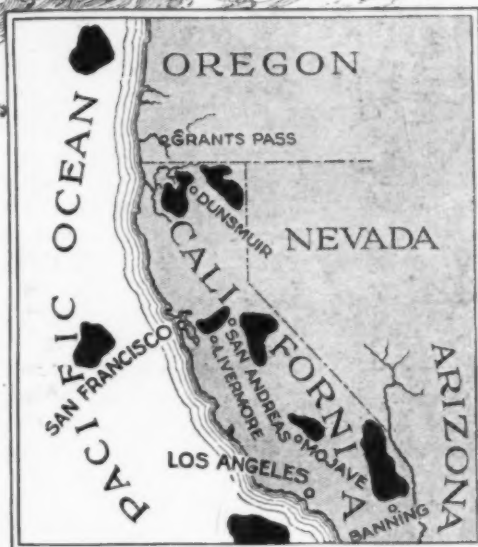 OREGON
GRANTS PASS
PACIFIC OCEAN
DUNSMUIR
NEVADA
CALIFORNIA
SAN FRANCISCO
SAN ANDREAS
LIVERMORE
MOJAVE
LOS ANGELES
BANNING
ARIZONA